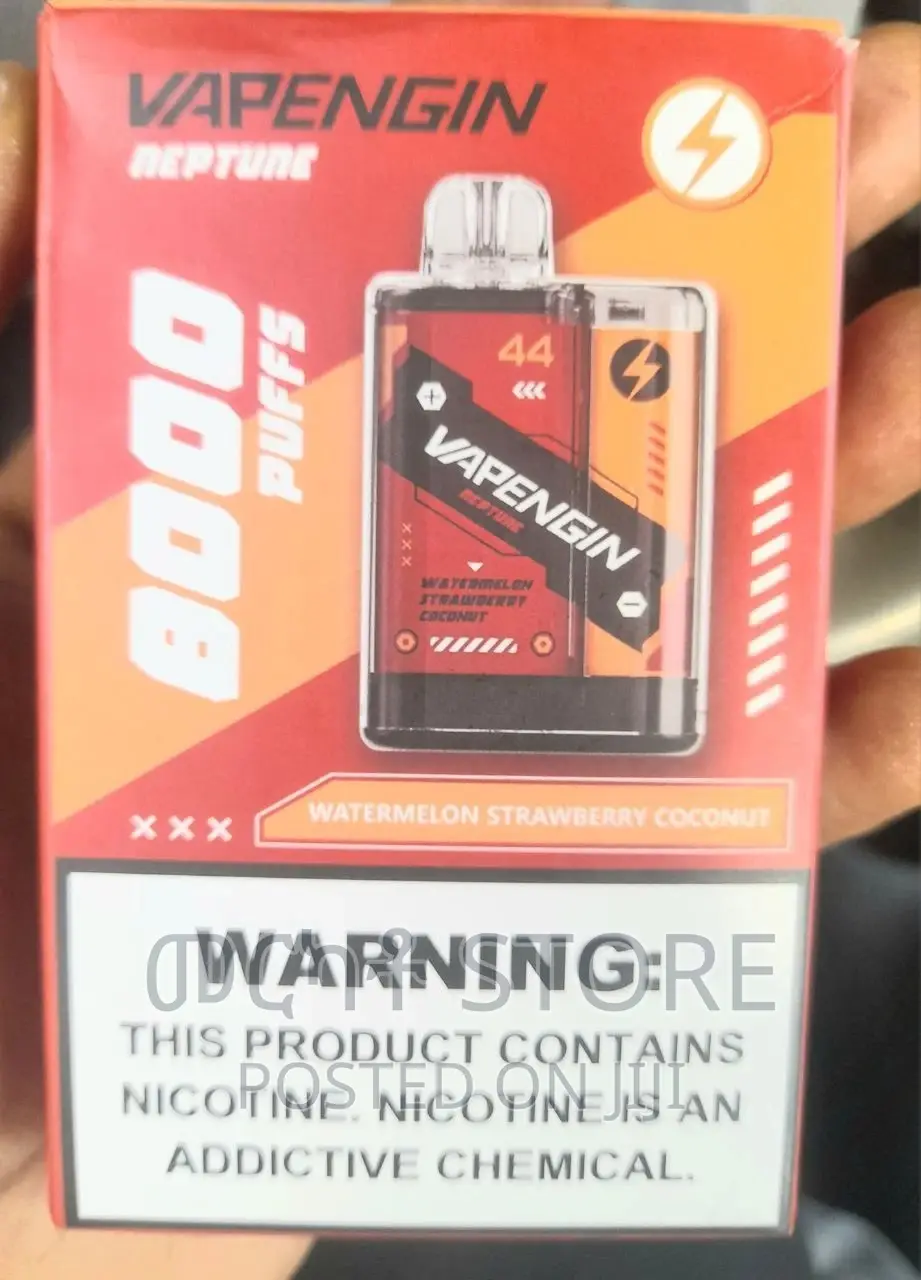 VAPENGIN
NEPTUNE
8000
PUFFS
44
VAPENGIN
NEPTUNE
WATERMELON
STRAWBERRY
COCONUT
WATERMELON STRAWBERRY COCONUT
WARNING:
THIS PRODUCT CONTAINS
NICOTINE. NICOTINE IS AN
ADDICTIVE CHEMICAL.
STORE
POSTED ON JIJI